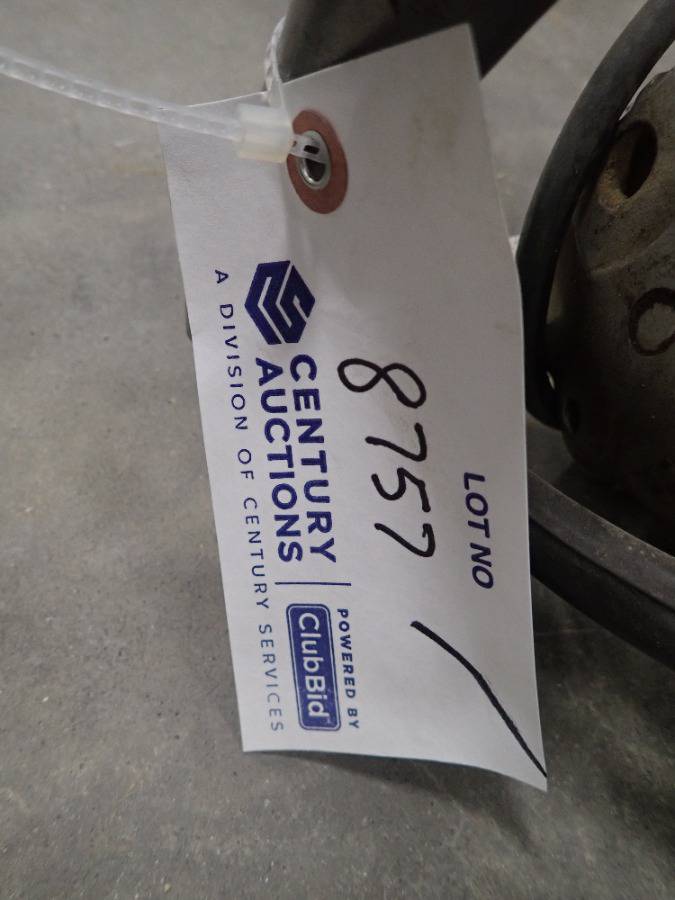 LOT NO
8757
CENTURY
AUCTIONS
A DIVISION OF CENTURY SERVICES
POWERED BY
ClubBid